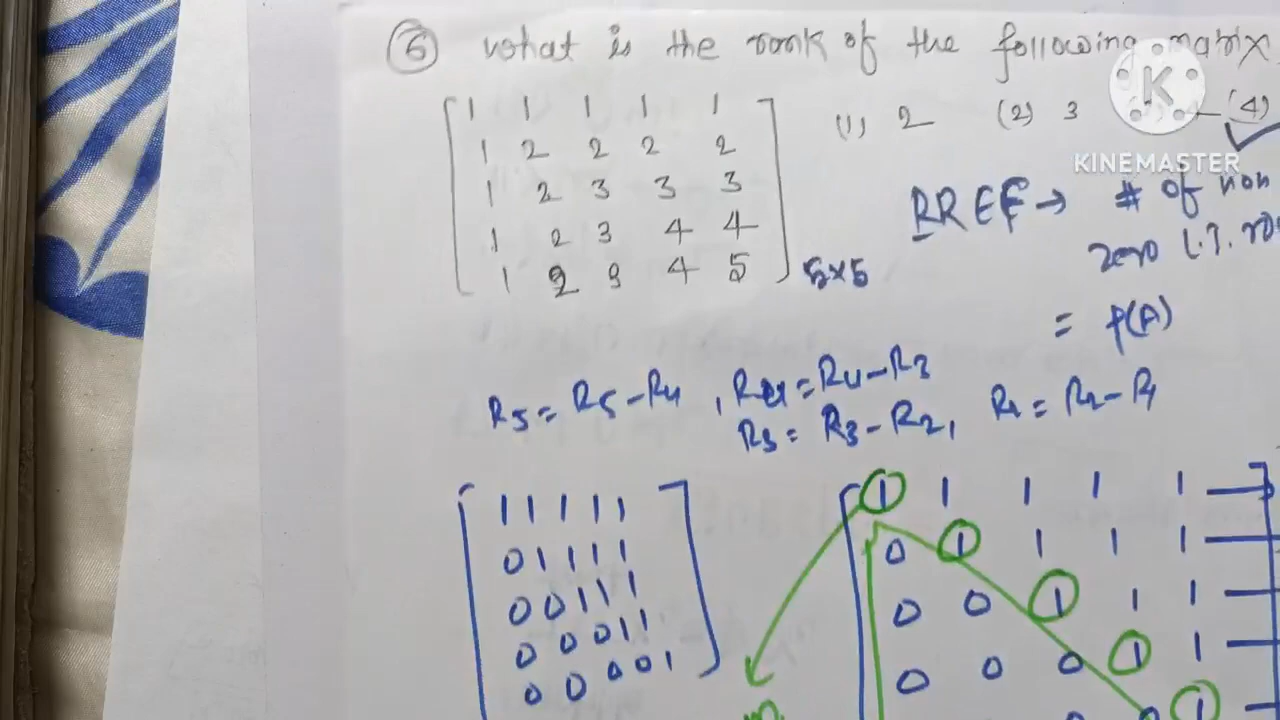 ⑥ what is the rank of the following matrix
1 1 1 1 1
1 2 2 2 2
1 2 3 3 3
1 2 3 4 4
1 2 3 4 5
5×5
(1) 2 (2) 3 (4)
KINEMASTER
RREF → # of non
zero L.I.
= ρ(A)
R5 = R5 - R4, R4 = R4 - R3
R3 = R3 - R2,
1 1 1 1 1
0 1 1 1 1
0 0 1 1 1
0 0 0 1 1
0 0 0 0 1
1 1 1 1 1
0 1 1 1 1
0 0 1 1 1
0 0 0 1 1